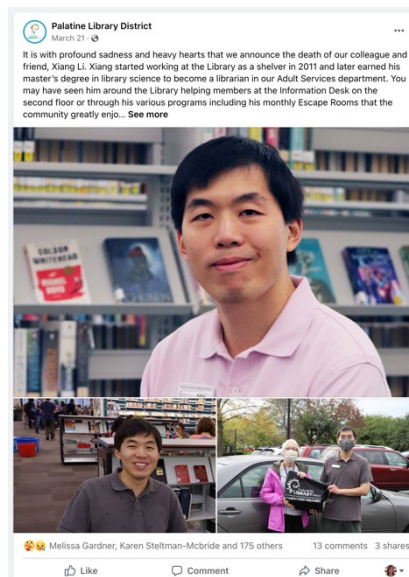 Palatine Library District
March 21 ·
It is with profound sadness and heavy hearts that we announce the death of our colleague and
friend, Xiang Li. Xiang started working at the Library as a shelver in 2011 and later earned his
master's degree in library science to become a librarian in our Adult Services department. You
may have seen him around the Library helping members at the Information Desk on the
second floor or through his various programs including his monthly Escape Rooms that the
community greatly enjo... See more
COLSON
WHITEHEAD
THE
NICKEL
BOYS
LIBRARY
Melissa Gardner, Karen Steltman-Mcbride and 175 others
13 comments 3 shares
Like
Comment
Share